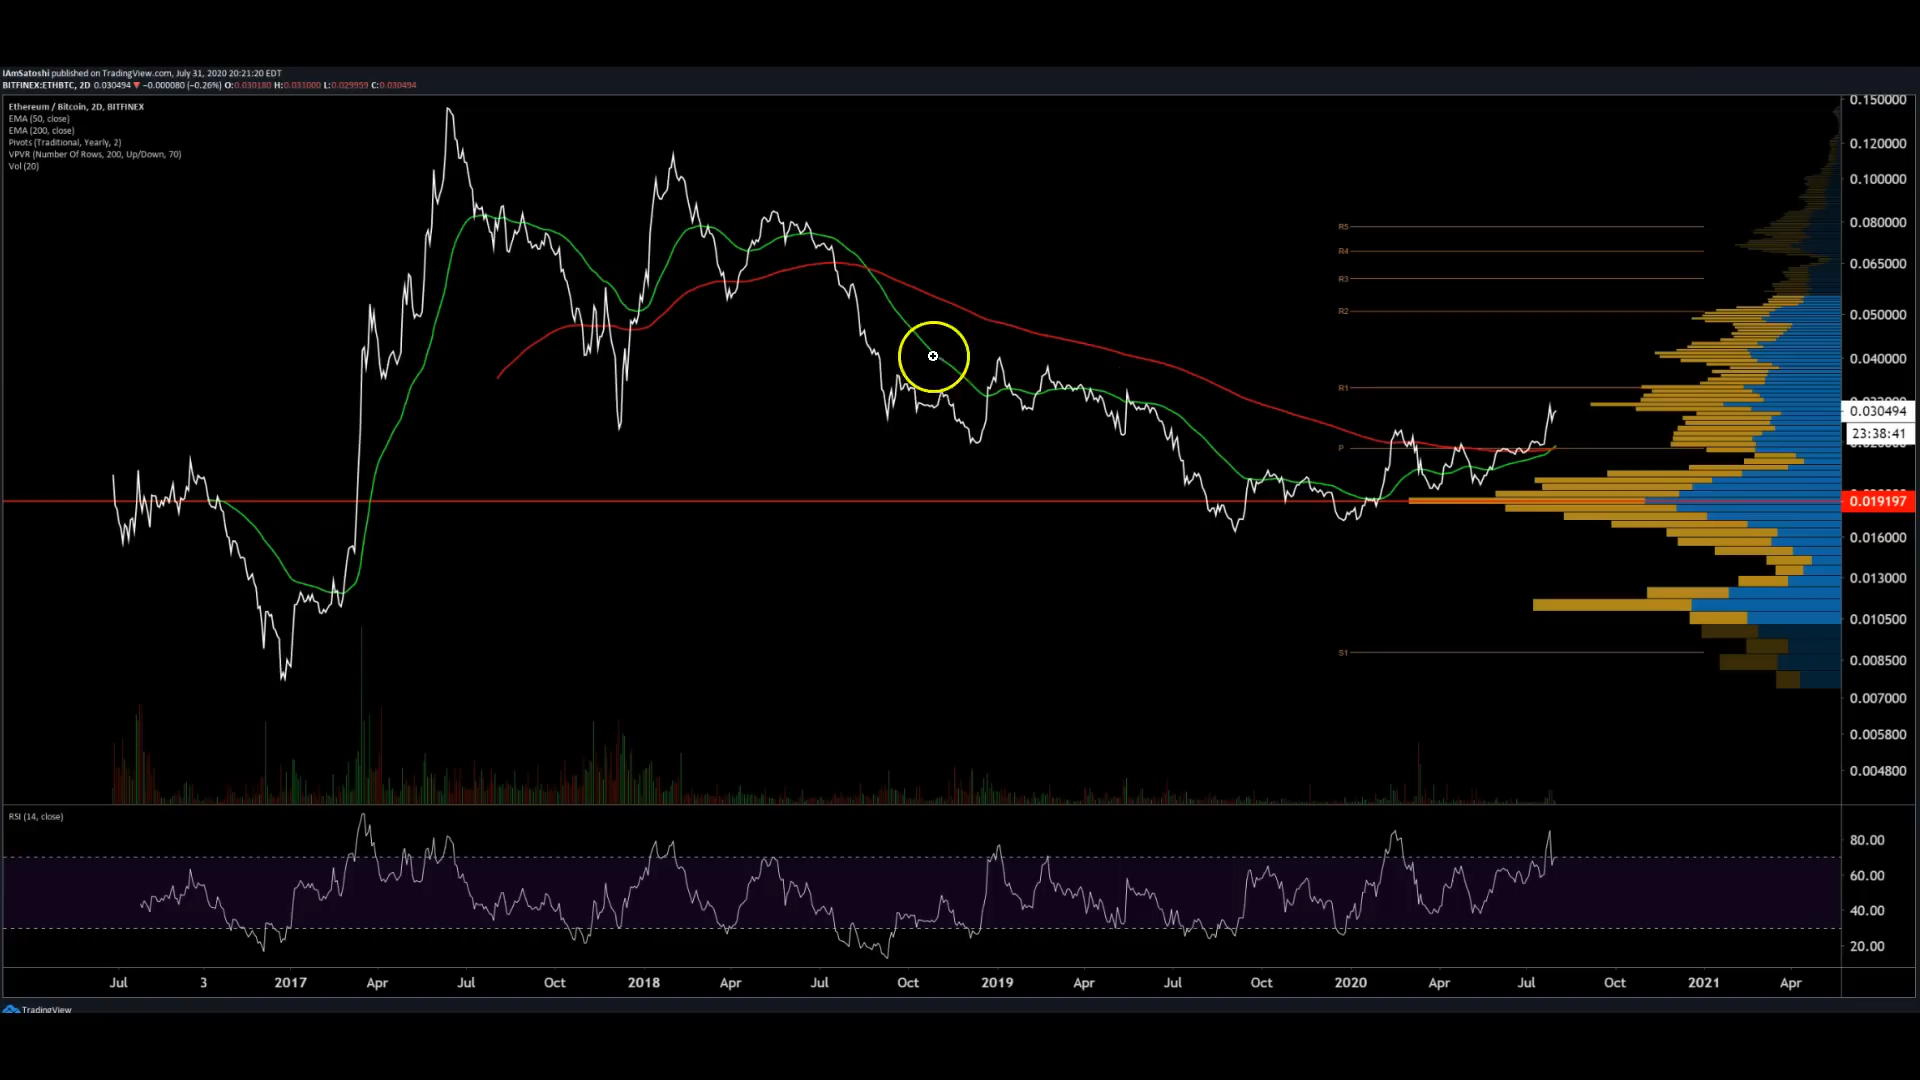 IAmSatoshi published on TradingView.com, July 31, 2020 20:21:20 EDT
BITFINEX:ETHBTC, 2D 0.030494 ▼ −0.000080 (−0.26%) O:0.030180 H:0.031000 L:0.029959 C:0.030494
Ethereum / Bitcoin, 2D, BITFINEX
EMA (50, close)
EMA (200, close)
Pivots (Traditional, Yearly, 2)
VPVR (Number Of Rows, 200, Up/Down, 70)
Vol (20)
0.150000
0.120000
0.100000
0.080000
0.065000
0.050000
0.040000
0.030494
23:38:41
0.019197
0.016000
0.013000
0.010500
0.008500
0.007000
0.005800
0.004800
R5
R4
R3
R2
R1
P
S1
RSI (14, close)
80.00
60.00
40.00
20.00
Jul 3 2017 Apr Jul Oct 2018 Apr Jul Oct 2019 Apr Jul Oct 2020 Apr Jul Oct 2021 Apr
TradingView